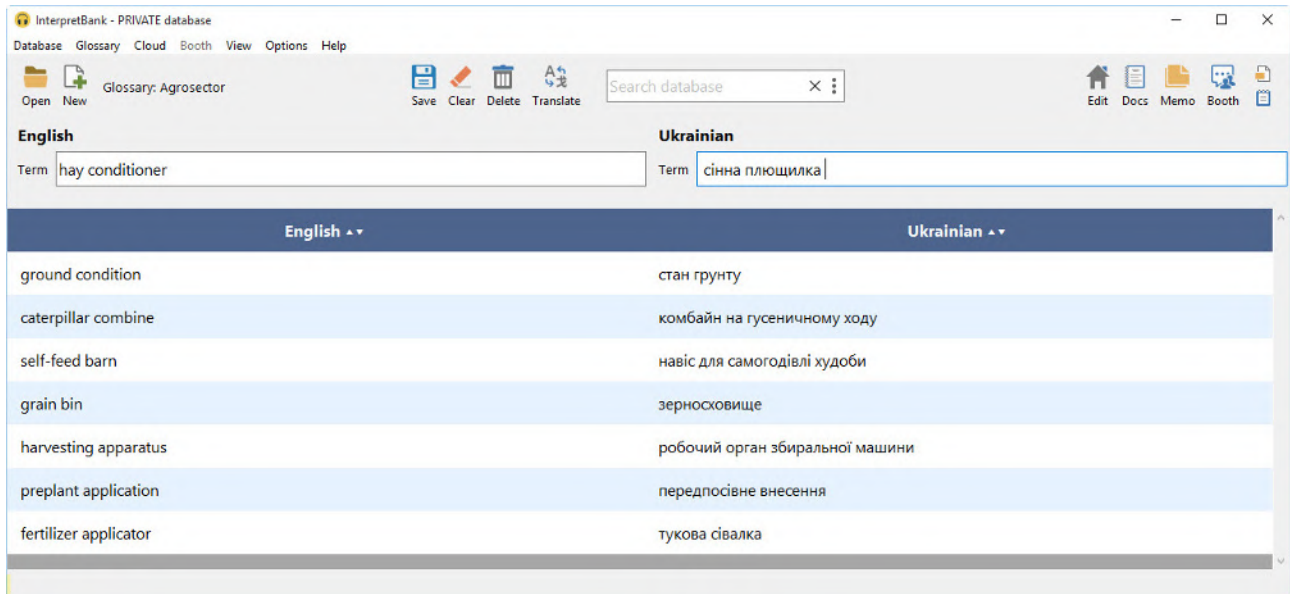 InterpretBank - PRIVATE database
Database Glossary Cloud Booth View Options Help
Open New Glossary: Agrosector Save Clear Delete Translate Search database Edit Docs Memo Booth
English Ukrainian
Term hay conditioner Term сінна плющилка
English Ukrainian
ground condition стан грунту
caterpillar combine комбайн на гусеничному ходу
self-feed barn навіс для самогодівлі худоби
grain bin зерносховище
harvesting apparatus робочий орган збиральної машини
preplant application передпосівне внесення
fertilizer applicator тукова сівалка